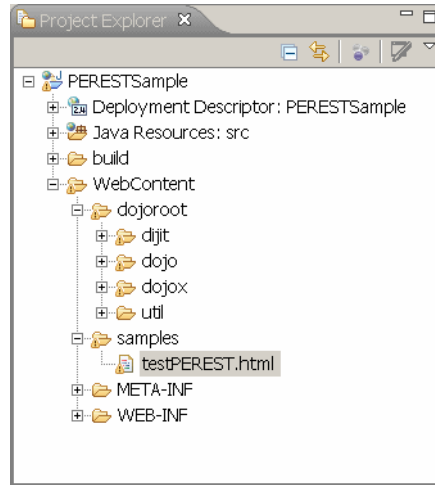 Project Explorer
PERESTSample
Deployment Descriptor: PERESTSample
Java Resources: src
build
WebContent
dojoroot
dijit
dojo
dojox
util
samples
testPEREST.html
META-INF
WEB-INF